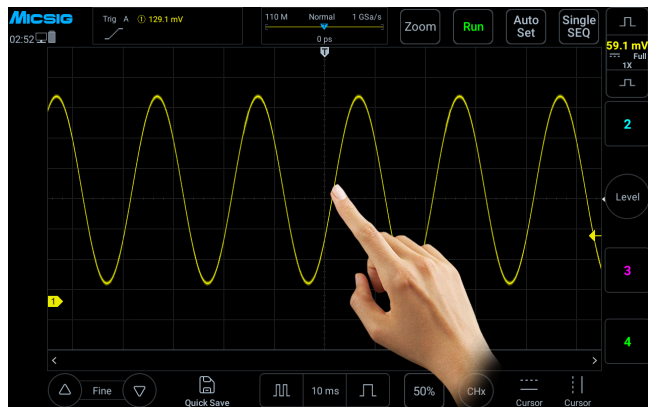 Micsig
02:52
Trig A ① 129.1 mV
110 M Normal 1 GSa/s
0 ps
T
Zoom
Run
Auto
Set
Single
SEQ
59.1 mV
Full
1X
2
Level
3
4
1
Fine
Quick Save
10 ms
50%
CHx
Cursor
Cursor